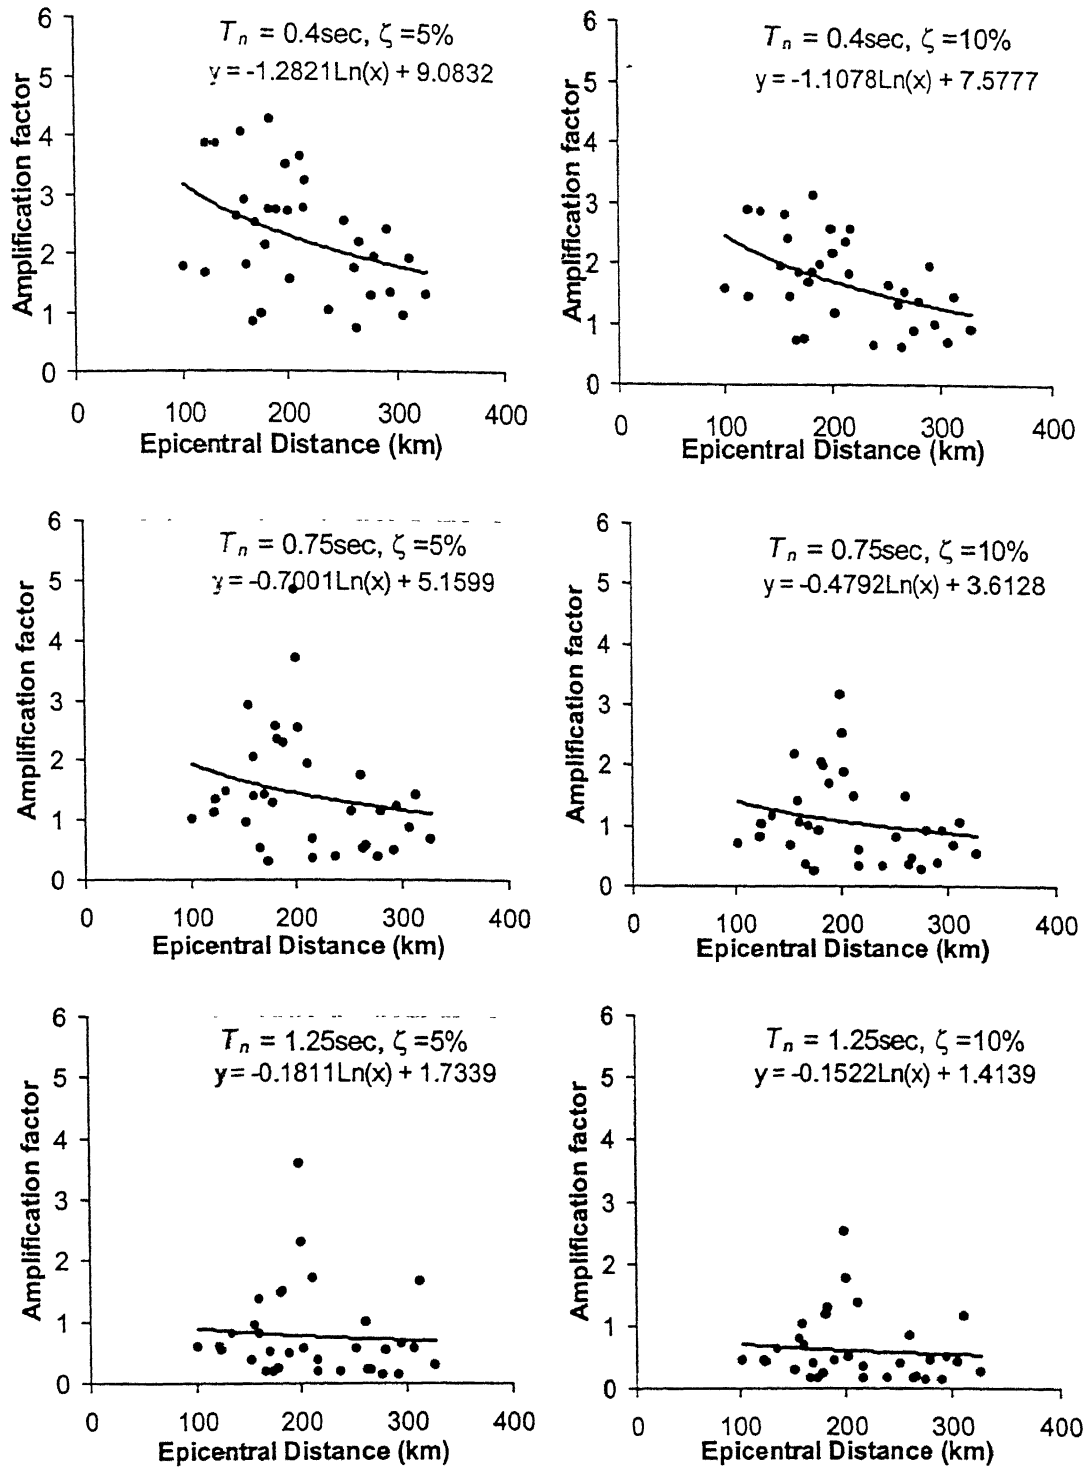 T_n = 0.4sec, ζ =5%
y = -1.2821Ln(x) + 9.0832
Amplification factor
6
5
4
3
2
1
0
0 100 200 300 400
Epicentral Distance (km)
T_n = 0.4sec, ζ =10%
y = -1.1078Ln(x) + 7.5777
Amplification factor
6
5
4
3
2
1
0
0 100 200 300 400
Epicentral Distance (km)
T_n = 0.75sec, ζ =5%
y = -0.7001Ln(x) + 5.1599
Amplification factor
6
5
4
3
2
1
0
0 100 200 300 400
Epicentral Distance (km)
T_n = 0.75sec, ζ =10%
y = -0.4792Ln(x) + 3.6128
Amplification factor
6
5
4
3
2
1
0
0 100 200 300 400
Epicentral Distance (km)
T_n = 1.25sec, ζ =5%
y = -0.1811Ln(x) + 1.7339
Amplification factor
6
5
4
3
2
1
0
0 100 200 300 400
Epicentral Distance (km)
T_n = 1.25sec, ζ =10%
y = -0.1522Ln(x) + 1.4139
Amplification factor
6
5
4
3
2
1
0
0 100 200 300 400
Epicentral Distance (km)